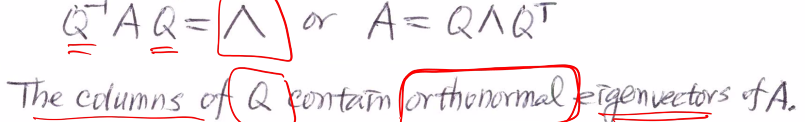 Q⁻¹AQ = Λ or A = QΛQᵀ
The columns of Q contain orthonormal eigenvectors of A.